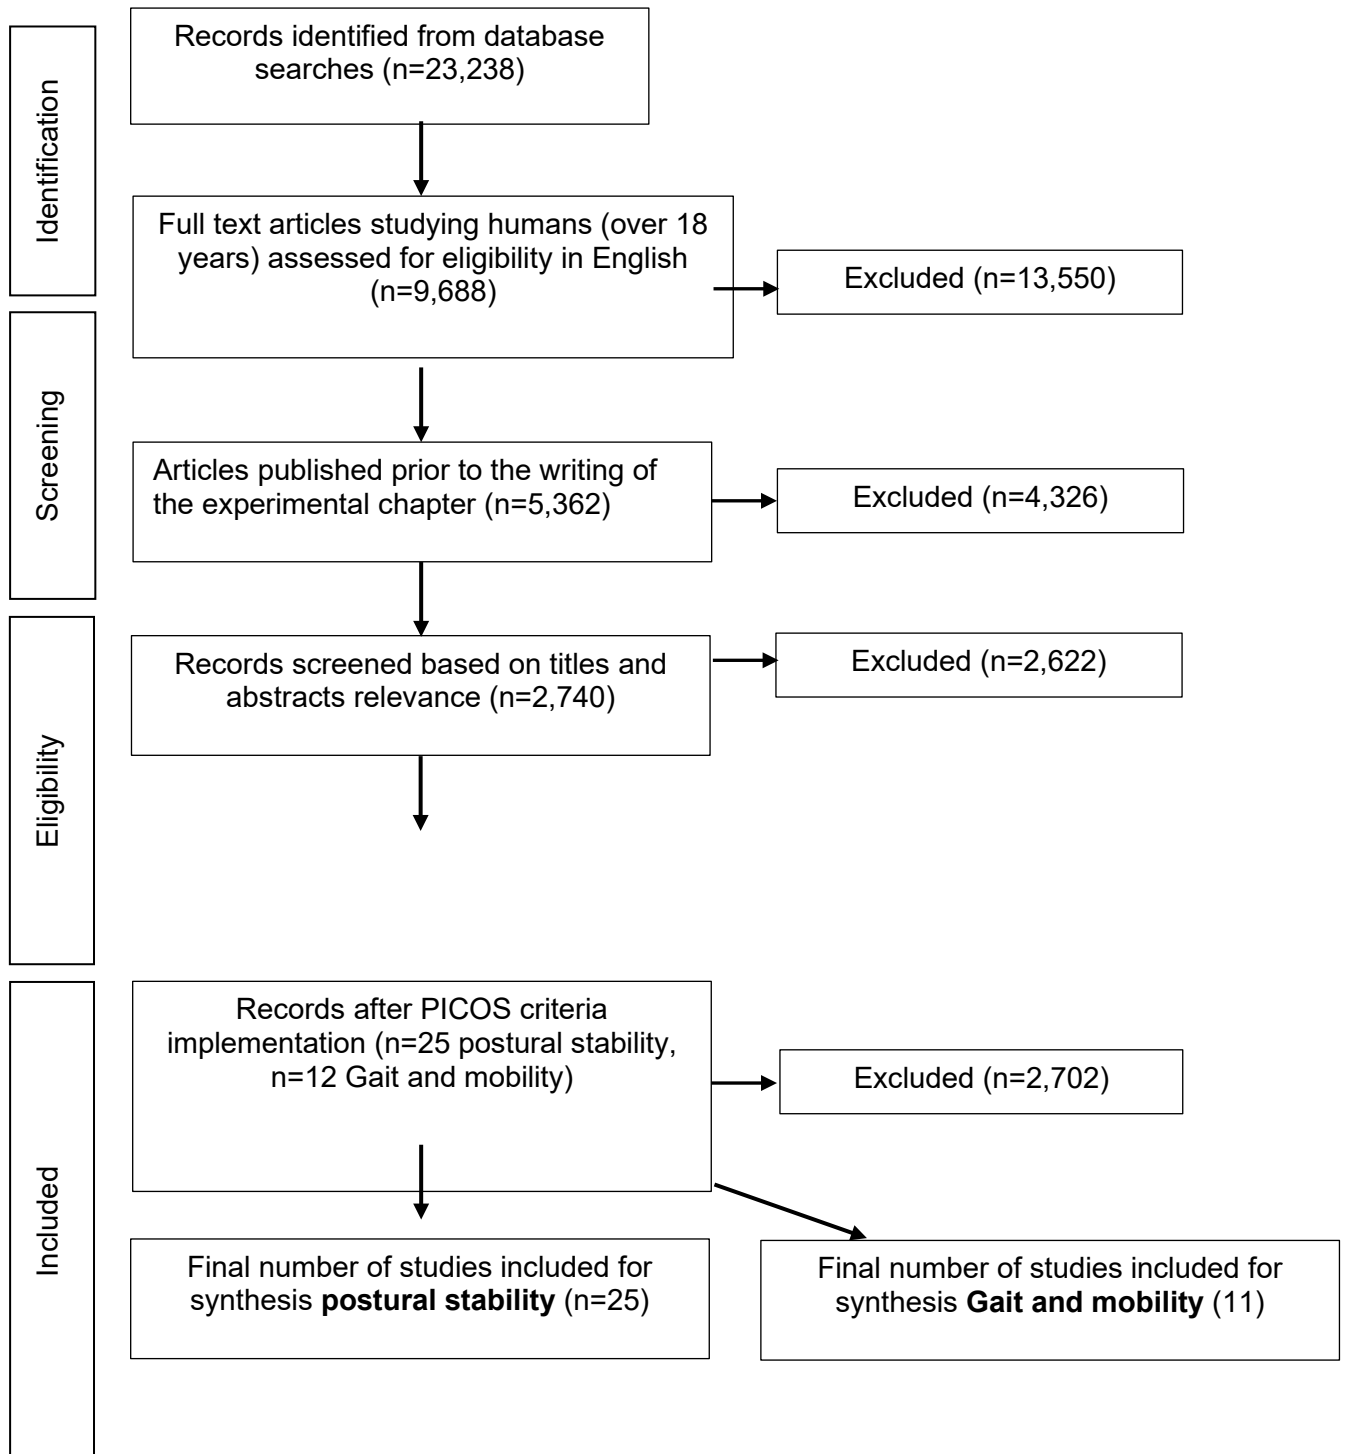 Identification
Records identified from database
searches (n=23,238)
Full text articles studying humans (over 18
years) assessed for eligibility in English
(n=9,688)
Excluded (n=13,550)
Screening
Articles published prior to the writing of
the experimental chapter (n=5,362)
Excluded (n=4,326)
Eligibility
Records screened based on titles and
abstracts relevance (n=2,740)
Excluded (n=2,622)
Included
Records after PICOS criteria
implementation (n=25 postural stability,
n=12 Gait and mobility)
Excluded (n=2,702)
Final number of studies included for
synthesis postural stability (n=25)
Final number of studies included for
synthesis Gait and mobility (11)